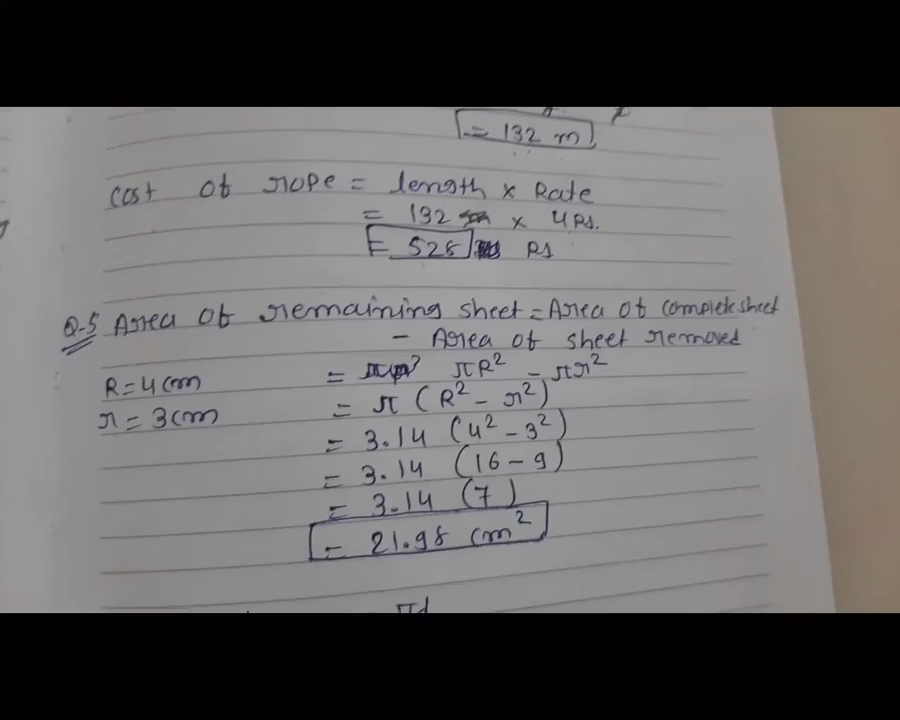 = 132 m
Cost of rope = length × Rate
= 132 × 4 Rs.
= 528 Rs
Q-5 Area of remaining sheet = Area of complete sheet
- Area of sheet removed
R = 4 cm
r = 3 cm
= πR² - πr²
= π (R² - r²)
= 3.14 (4² - 3²)
= 3.14 (16 - 9)
= 3.14 (7)
= 21.98 cm²
πd